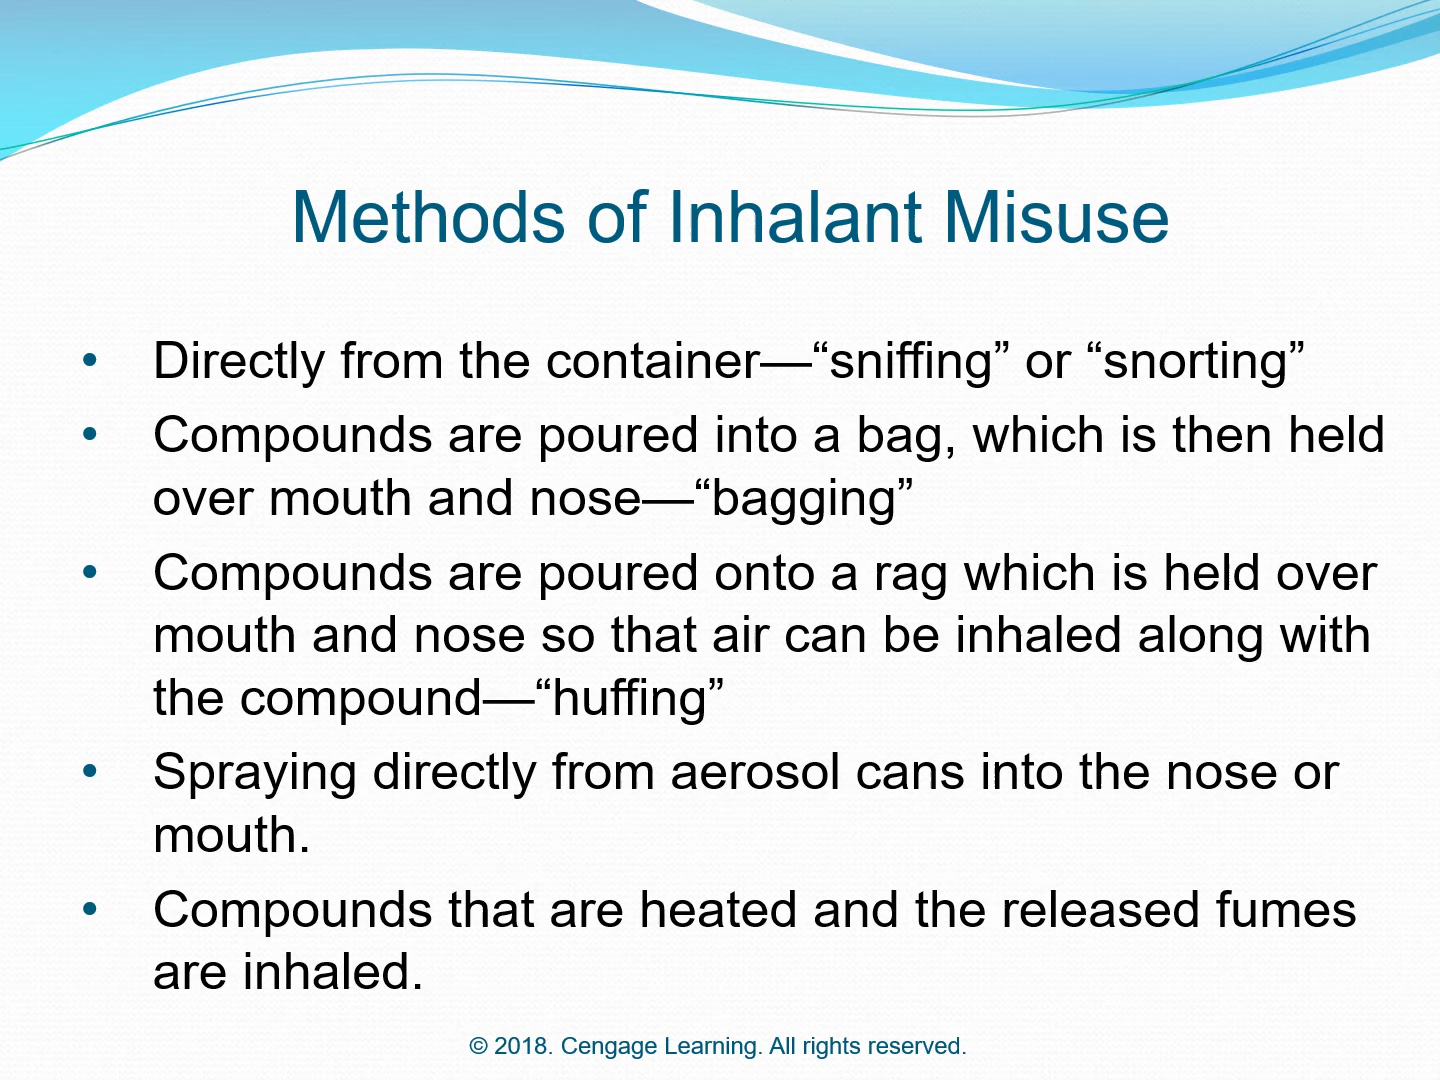 Methods of Inhalant Misuse
• Directly from the container—“sniffing” or “snorting”
• Compounds are poured into a bag, which is then held
over mouth and nose—“bagging”
• Compounds are poured onto a rag which is held over
mouth and nose so that air can be inhaled along with
the compound—“huffing”
• Spraying directly from aerosol cans into the nose or
mouth.
• Compounds that are heated and the released fumes
are inhaled.
© 2018. Cengage Learning. All rights reserved.